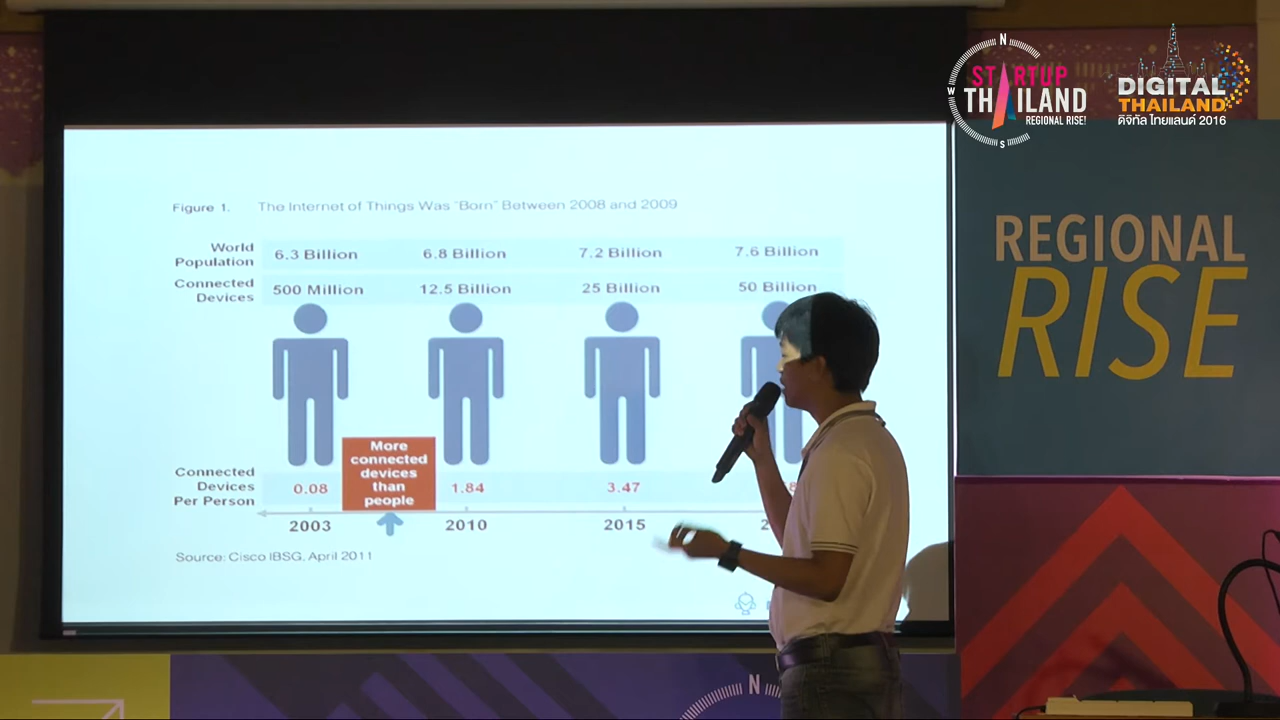 N
STARTUP
W
THAILAND
REGIONAL RISE!
S
DIGITAL
THAILAND
ดิจิทัล ไทยแลนด์ 2016
REGIONAL
RISE
Figure 1. The Internet of Things Was "Born" Between 2008 and 2009
World Population 6.3 Billion 6.8 Billion 7.2 Billion 7.6 Billion
Connected Devices 500 Million 12.5 Billion 25 Billion 50 Billion
More
connected
devices
than
people
Connected Devices Per Person 0.08 1.84 3.47
2003 2010 2015
Source: Cisco IBSG, April 2011
N